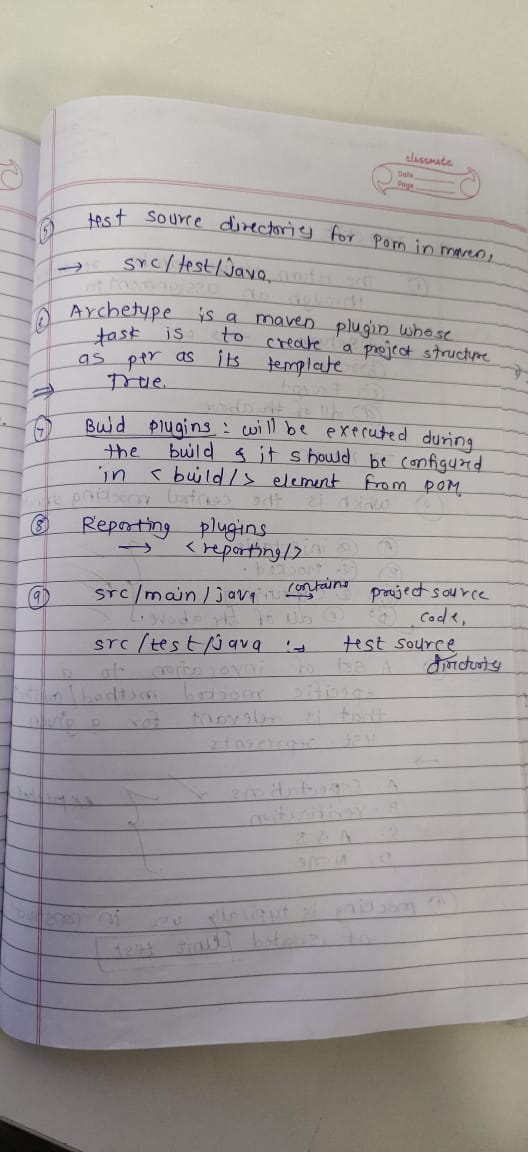 classmate
Date
Page
5) test source directories for pom in maven,
→ src/test/java,
6) Archetype is a maven plugin whose
task is to create a project structure
as per as its template
⇒ True.
7) Buid plugins : will be executed during
the build & it should be configured
in <build/> element from POM
8) Reporting plugins
→ <reporting/>
9) src/main/java contains → project source
code,
src/test/java :→ test source
directory